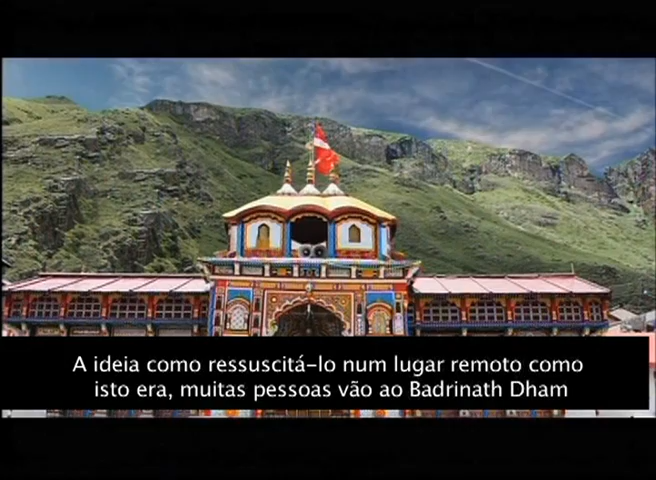 A ideia como ressuscitá-lo num lugar remoto como
isto era, muitas pessoas vão ao Badrinath Dham